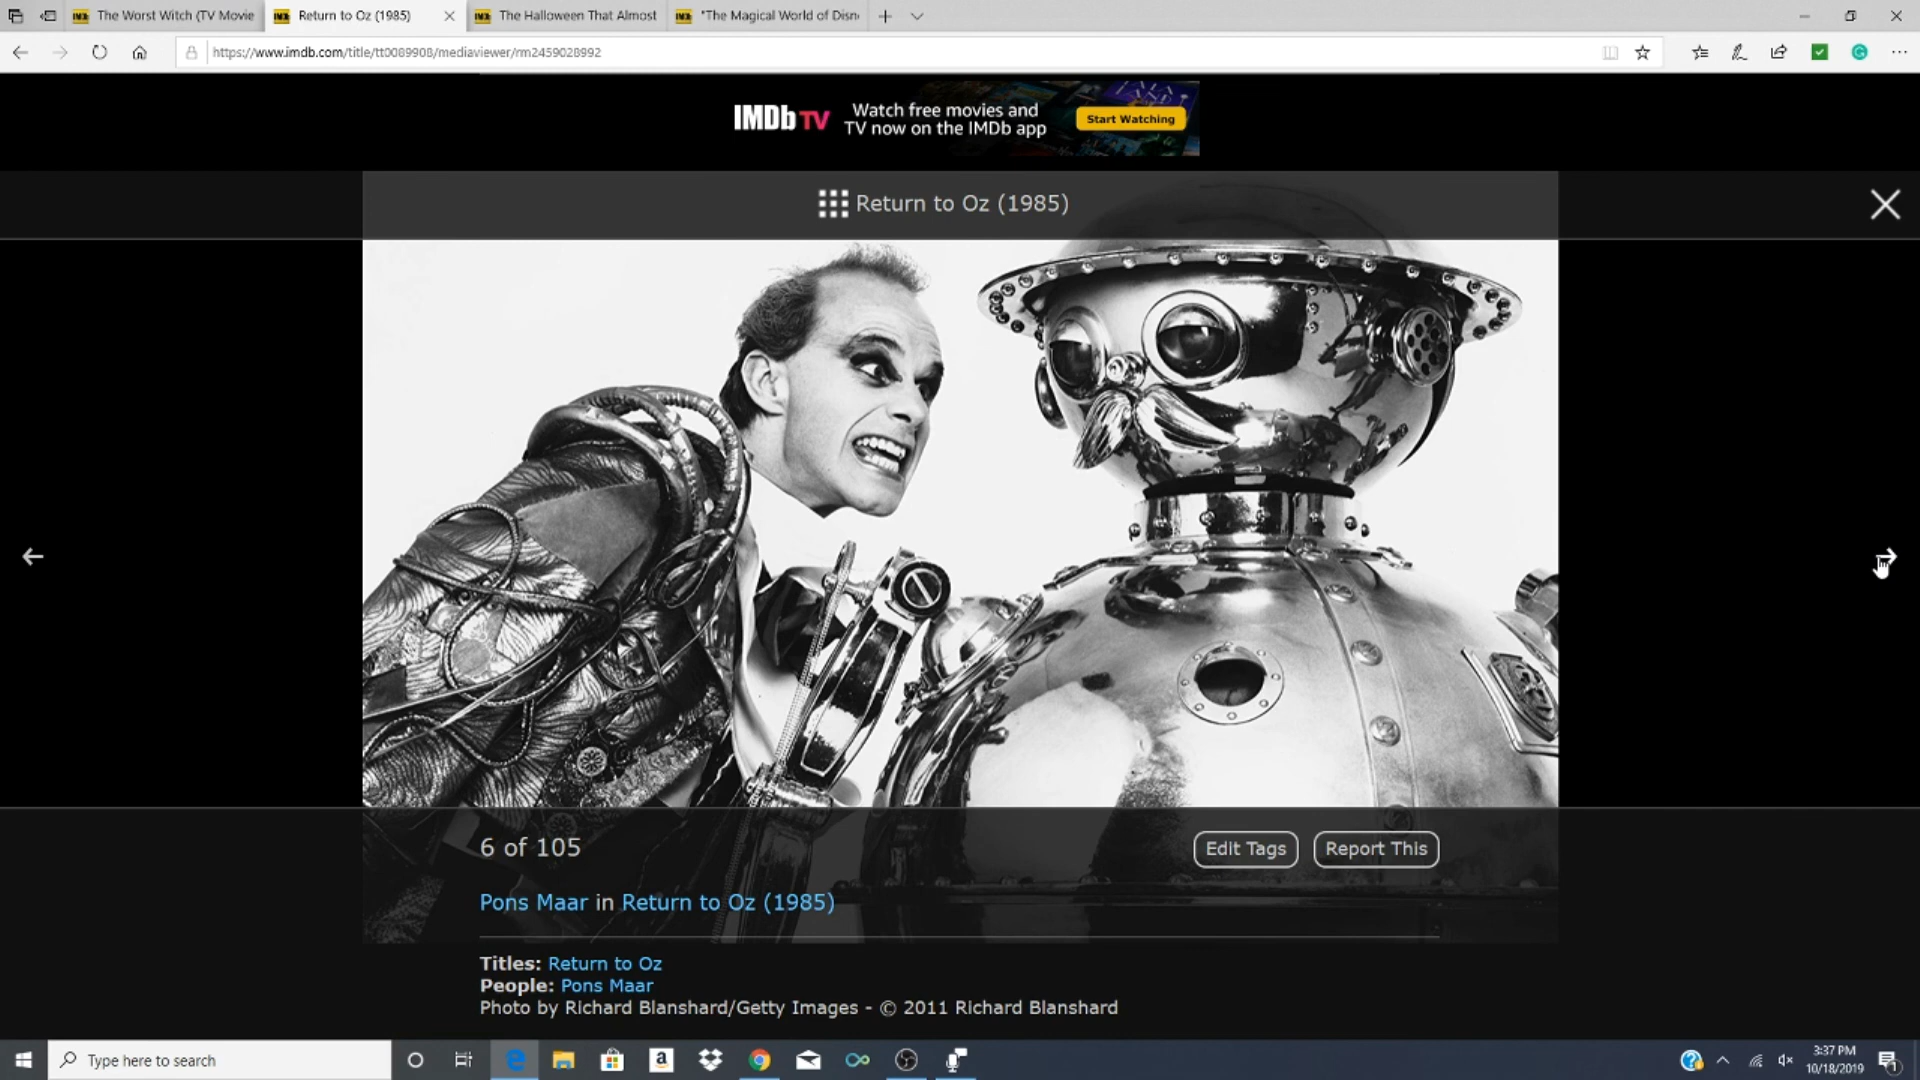 The Worst Witch (TV Movie
Return to Oz (1985)
The Halloween That Almost
"The Magical World of Disn
https://www.imdb.com/title/tt0089908/mediaviewer/rm2459028992
IMDb TV
Watch free movies and
TV now on the IMDb app
Start Watching
Return to Oz (1985)
6 of 105
Edit Tags
Report This
Pons Maar in Return to Oz (1985)
Titles: Return to Oz
People: Pons Maar
Photo by Richard Blanshard/Getty Images - © 2011 Richard Blanshard
Type here to search
3:37 PM
10/18/2019